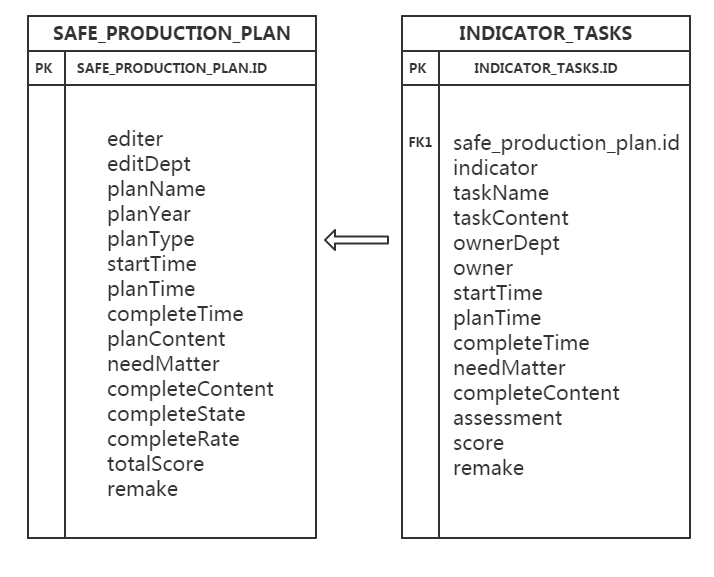 SAFE_PRODUCTION_PLAN
PK SAFE_PRODUCTION_PLAN.ID
editer
editDept
planName
planYear
planType
startTime
planTime
completeTime
planContent
needMatter
completeContent
completeState
completeRate
totalScore
remake
INDICATOR_TASKS
PK INDICATOR_TASKS.ID
FK1 safe_production_plan.id
indicator
taskName
taskContent
ownerDept
owner
startTime
planTime
completeTime
needMatter
completeContent
assessment
score
remake